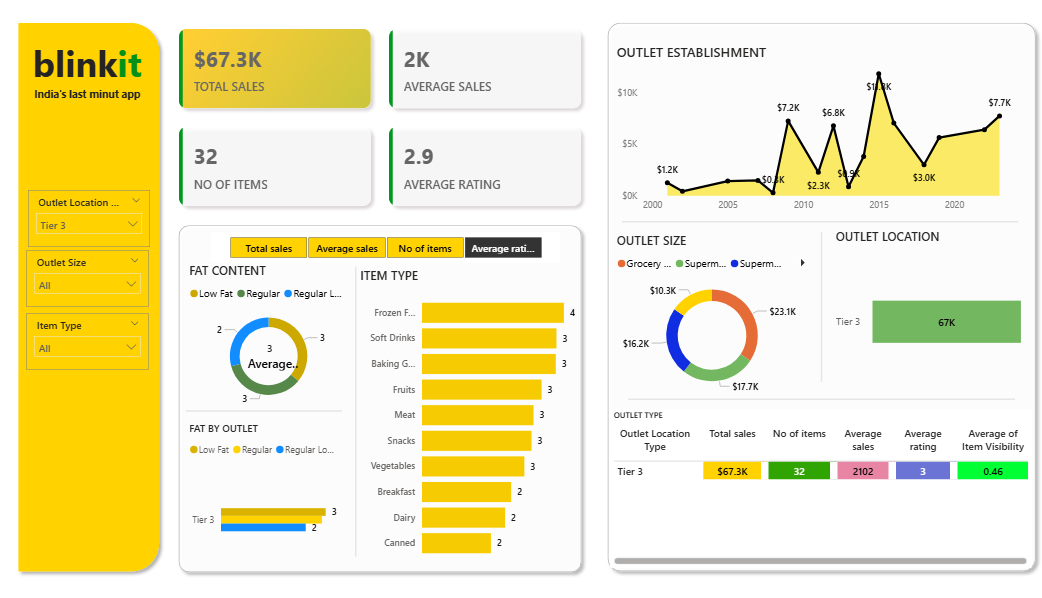 blinkit
India's last minut app
Outlet Location ...
Tier 3
Outlet Size
All
Item Type
All
$67.3K
TOTAL SALES
2K
AVERAGE SALES
32
NO OF ITEMS
2.9
AVERAGE RATING
Total sales
Average sales
No of items
Average rati...
FAT CONTENT
Low Fat
Regular
Regular L...
2
3
3
Average..
3
FAT BY OUTLET
Low Fat
Regular
Regular Lo...
Tier 3
3
2
ITEM TYPE
Frozen F...
4
Soft Drinks
3
Baking G...
3
Fruits
3
Meat
3
Snacks
3
Vegetables
3
Breakfast
2
Dairy
2
Canned
2
OUTLET ESTABLISHMENT
$10K
$5K
$0K
$1.2K
$7.2K
$2.3K
$6.8K
$3.0K
$7.7K
2000
2005
2010
2015
2020
OUTLET SIZE
Grocery ...
Superm...
Superm...
$10.3K
$23.1K
$16.2K
$17.7K
OUTLET LOCATION
Tier 3
67K
OUTLET TYPE
Outlet Location Type
Total sales
No of items
Average sales
Average rating
Average of Item Visibility
Tier 3
$67.3K
32
2102
3
0.46